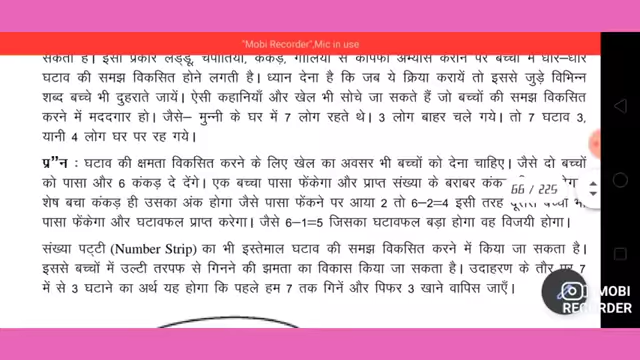 "Mobi Recorder",Mic in use
सकता है। इसी प्रकार लड्डू, चपातियों, कंकड़, गोलियों से काफी अभ्यास कराने पर बच्चों में धीरे-धीरे
घटाव की समझ विकसित होने लगती है। ध्यान देना है कि जब ये क्रिया करायें तो इससे जुड़े विभिन्न
शब्द बच्चे भी दुहराते जायें। ऐसी कहानियाँ और खेल भी सोचे जा सकते हैं जो बच्चों की समझ विकसित
करने में मददगार हो। जैसे– मुन्नी के घर में 7 लोग रहते थे। 3 लोग बाहर चले गये। तो 7 घटाव 3,
यानी 4 लोग घर पर रह गये।
प्र"न : घटाव की क्षमता विकसित करने के लिए खेल का अवसर भी बच्चों को देना चाहिए। जैसे दो बच्चों
को पासा और 6 कंकड़ दे देंगे। एक बच्चा पासा फेंकेगा और प्राप्त संख्या के बराबर
66 / 225
शेष बचा कंकड़ ही उसका अंक होगा जैसे पासा फेंकने पर आया 2 तो 6–2=4 इसी तरह दूसरा बच्चा भी
पासा फेंकेगा और घटावफल प्राप्त करेगा। जैसे 6–1=5 जिसका घटावफल बड़ा होगा वह विजयी होगा।
संख्या पट्टी (Number Strip) का भी इस्तेमाल घटाव की समझ विकसित करने में किया जा सकता है।
इससे बच्चों में उल्टी तरपफ से गिनने की क्षमता का विकास किया जा सकता है। उदाहरण के तौर पर 7
में से 3 घटाने का अर्थ यह होगा कि पहले हम 7 तक गिनें और पिफर 3 खाने वापिस जाएँ।
MOBI
RECORDER